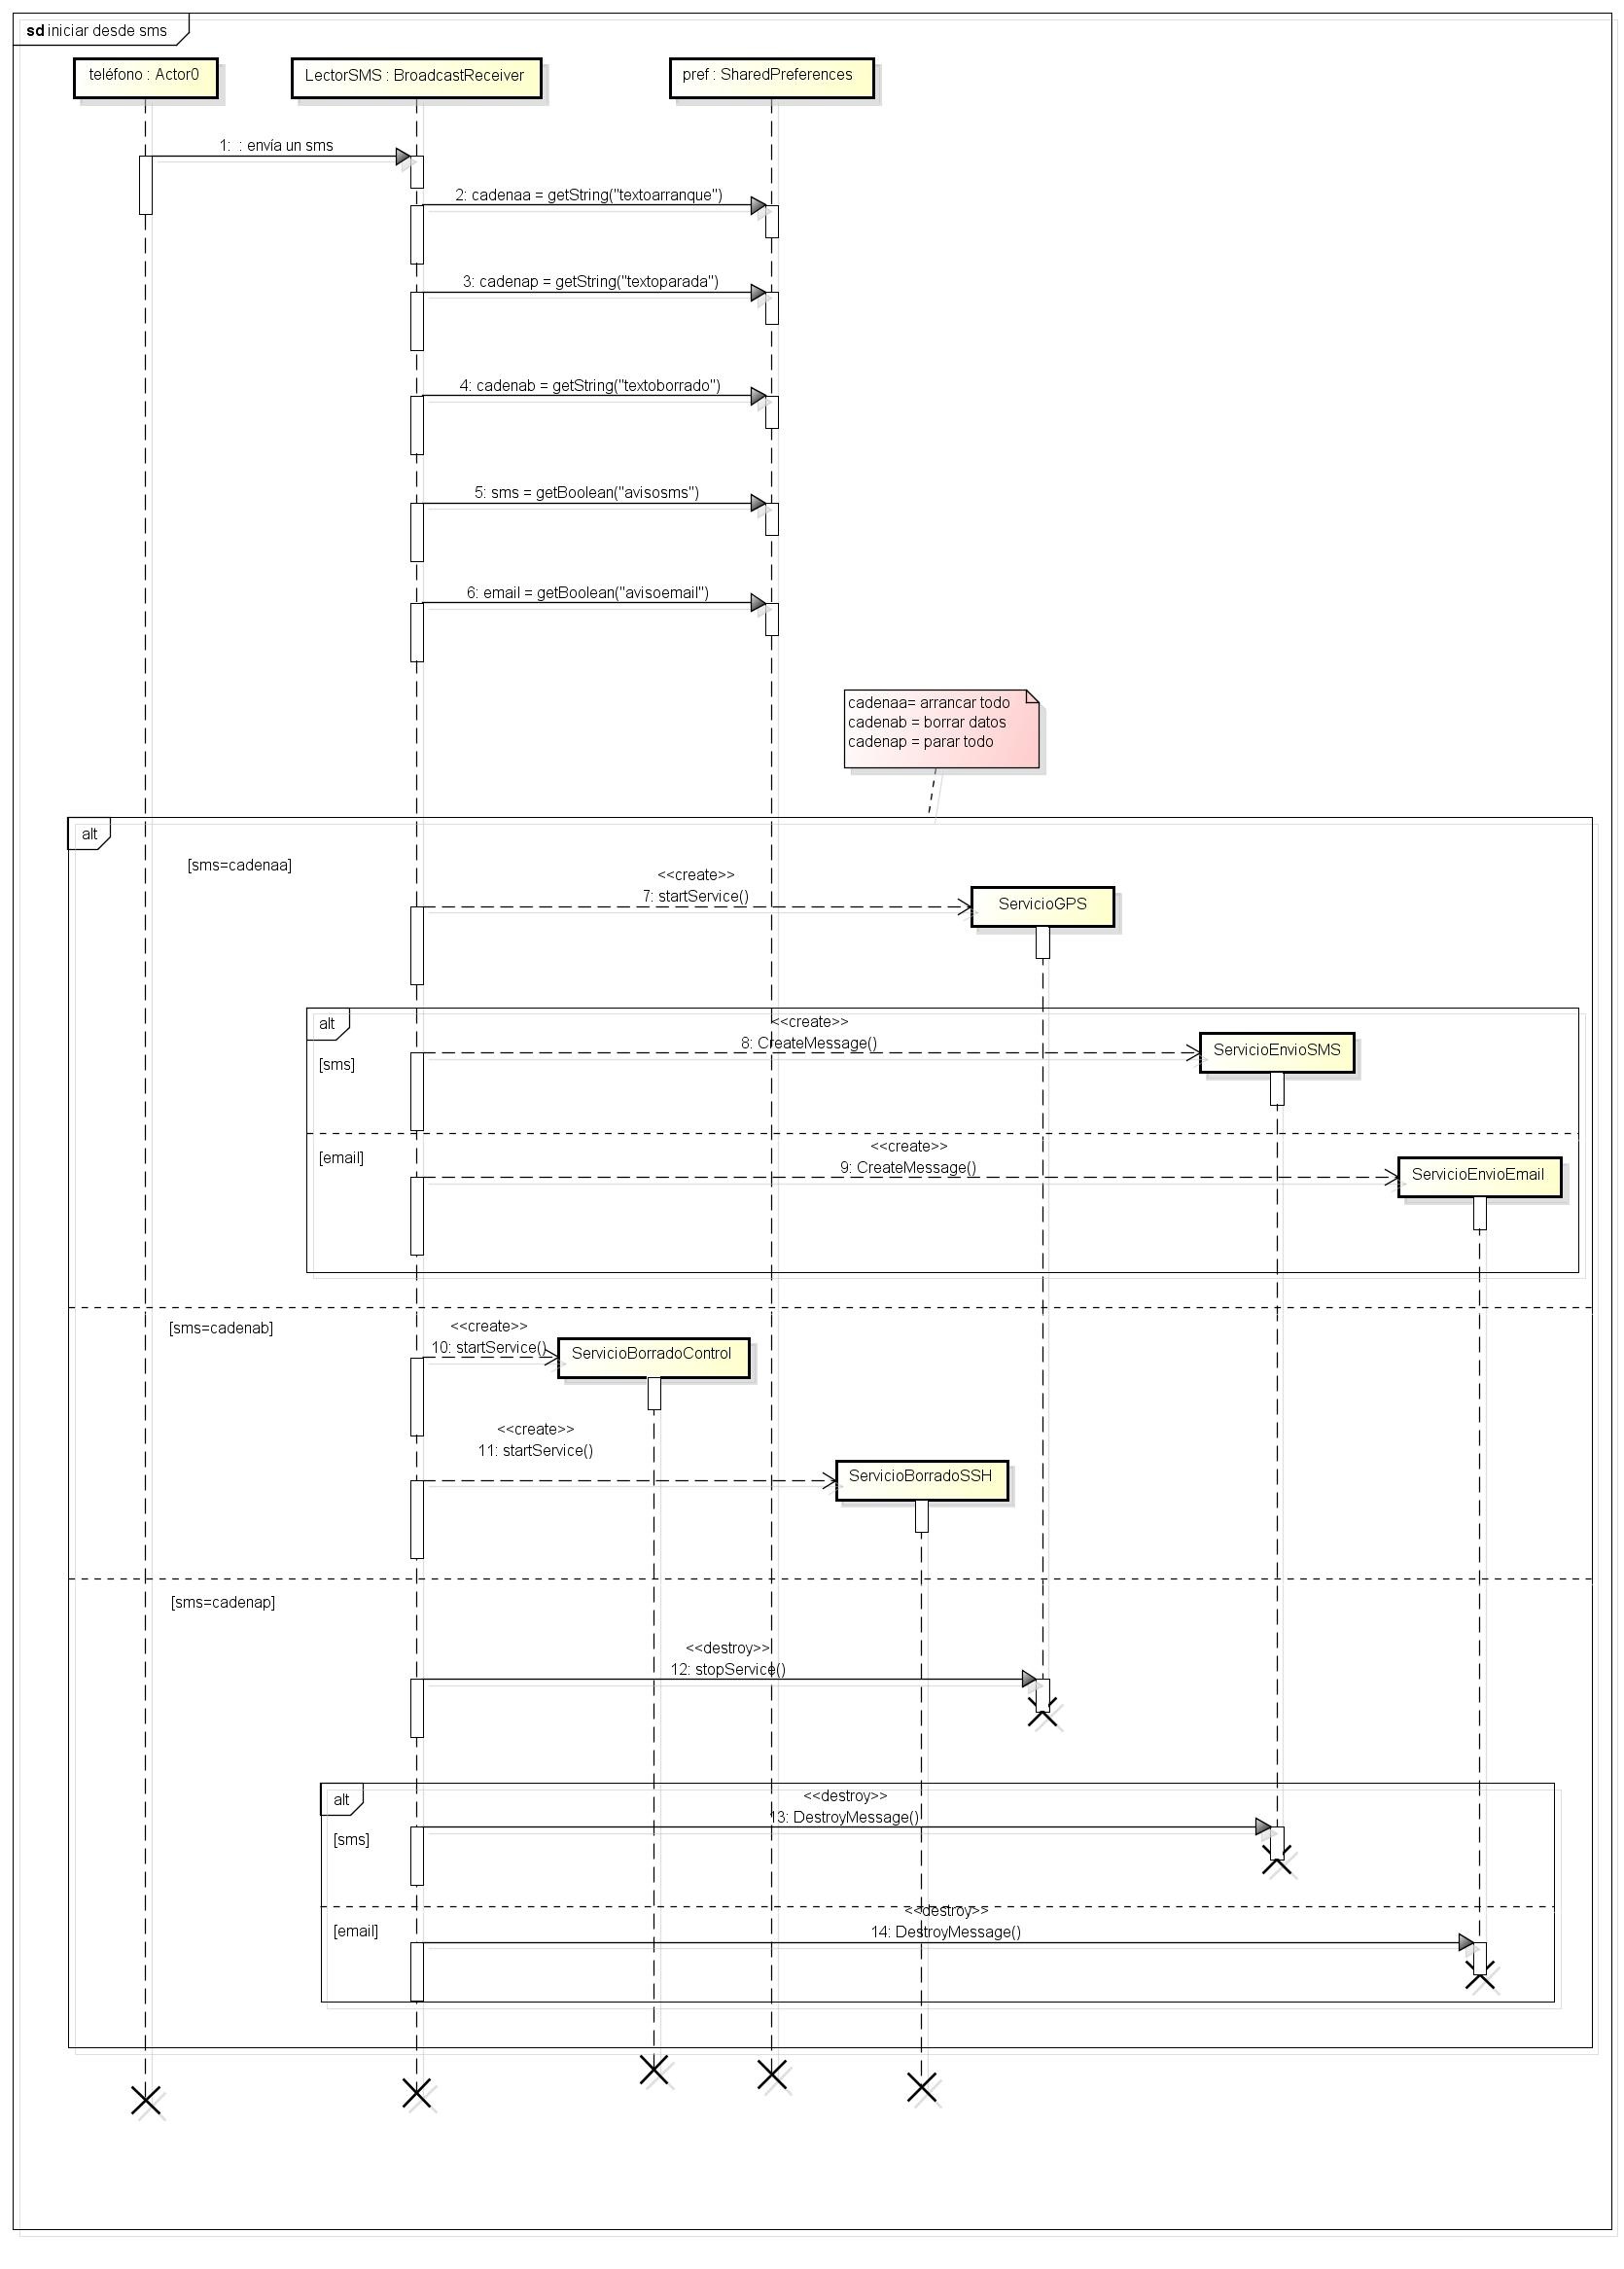 sd iniciar desde sms
teléfono : Actor0
LectorSMS : BroadcastReceiver
pref : SharedPreferences
1:  : envía un sms
2: cadenaa = getString("textoarranque")
3: cadenap = getString("textoparada")
4: cadenab = getString("textoborrado")
5: sms = getBoolean("avisosms")
6: email = getBoolean("avisoemail")
cadenaa= arrancar todo
cadenab = borrar datos
cadenap = parar todo
alt
[sms=cadenaa]
<<create>>
7: startService()
ServicioGPS
alt
<<create>>
8: CreateMessage()
ServicioEnvioSMS
[sms]
<<create>>
[email]
9: CreateMessage()
ServicioEnvioEmail
[sms=cadenab]
<<create>>
10: startService()
ServicioBorradoControl
<<create>>
11: startService()
ServicioBorradoSSH
[sms=cadenap]
<<destroy>>
12: stopService()
alt
<<destroy>>
13: DestroyMessage()
[sms]
<<destroy>>
[email]
14: DestroyMessage()